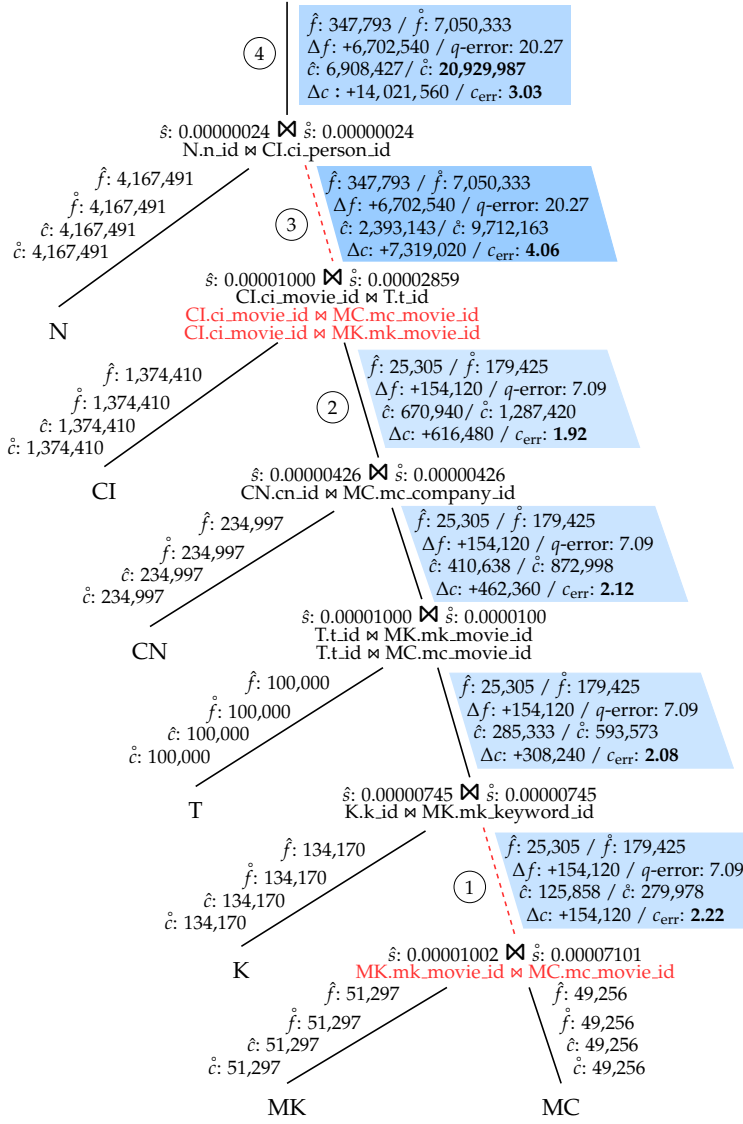 4
f̂: 347,793 / f̊: 7,050,333
Δf: +6,702,540 / q-error: 20.27
ĉ: 6,908,427/ c̊: 20,929,987
Δc : +14,021,560 / c_err: 3.03
ŝ: 0.00000024 ⋈ s̊: 0.00000024
N.n_id ⋈ CI.ci_person_id
f̂: 4,167,491
f̊: 4,167,491
ĉ: 4,167,491
c̊: 4,167,491
N
3
f̂: 347,793 / f̊: 7,050,333
Δf: +6,702,540 / q-error: 20.27
ĉ: 2,393,143/ c̊: 9,712,163
Δc: +7,319,020 / c_err: 4.06
ŝ: 0.00001000 ⋈ s̊: 0.00002859
CI.ci_movie_id ⋈ T.t_id
CI.ci_movie_id ⋈ MC.mc_movie_id
CI.ci_movie_id ⋈ MK.mk_movie_id
f̂: 1,374,410
f̊: 1,374,410
ĉ: 1,374,410
c̊: 1,374,410
CI
2
f̂: 25,305 / f̊: 179,425
Δf: +154,120 / q-error: 7.09
ĉ: 670,940/ c̊: 1,287,420
Δc: +616,480 / c_err: 1.92
ŝ: 0.00000426 ⋈ s̊: 0.00000426
CN.cn_id ⋈ MC.mc_company_id
f̂: 234,997
f̊: 234,997
ĉ: 234,997
c̊: 234,997
CN
f̂: 25,305 / f̊: 179,425
Δf: +154,120 / q-error: 7.09
ĉ: 410,638 / c̊: 872,998
Δc: +462,360 / c_err: 2.12
ŝ: 0.00001000 ⋈ s̊: 0.0000100
T.t_id ⋈ MK.mk_movie_id
T.t_id ⋈ MC.mc_movie_id
f̂: 100,000
f̊: 100,000
ĉ: 100,000
c̊: 100,000
T
f̂: 25,305 / f̊: 179,425
Δf: +154,120 / q-error: 7.09
ĉ: 285,333 / c̊: 593,573
Δc: +308,240 / c_err: 2.08
ŝ: 0.00000745 ⋈ s̊: 0.00000745
K.k_id ⋈ MK.mk_keyword_id
f̂: 134,170
f̊: 134,170
ĉ: 134,170
c̊: 134,170
K
1
f̂: 25,305 / f̊: 179,425
Δf: +154,120 / q-error: 7.09
ĉ: 125,858 / c̊: 279,978
Δc: +154,120 / c_err: 2.22
ŝ: 0.00001002 ⋈ s̊: 0.00007101
MK.mk_movie_id ⋈ MC.mc_movie_id
f̂: 51,297
f̊: 51,297
ĉ: 51,297
c̊: 51,297
MK
f̂: 49,256
f̊: 49,256
ĉ: 49,256
c̊: 49,256
MC